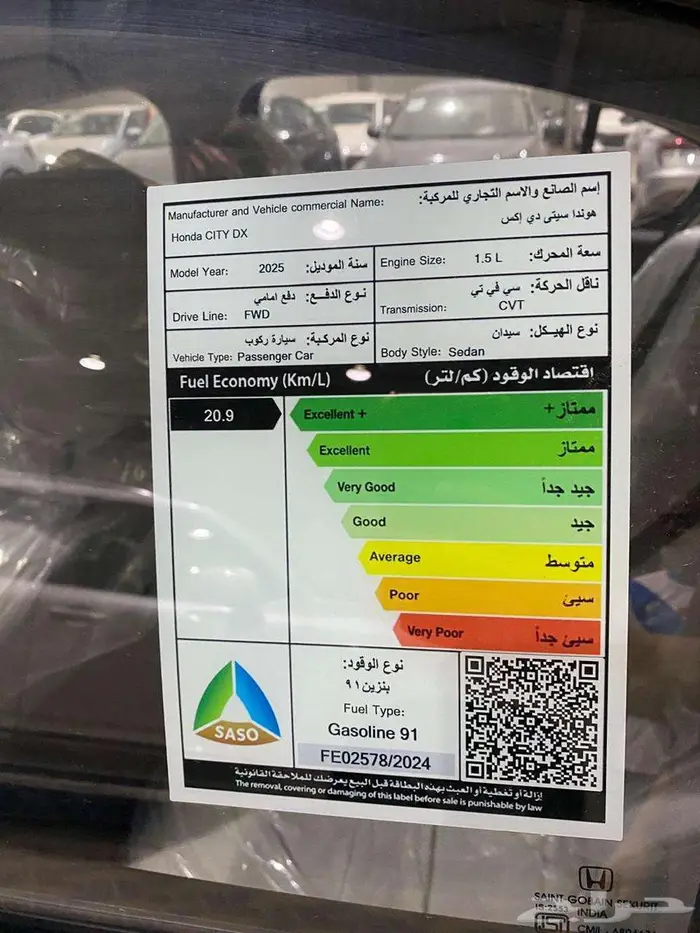 إسم الصانع والاسم التجاري للمركبة:
Manufacturer and Vehicle commercial Name:
هوندا سيتى دي إكس
Honda CITY DX
Model Year: 2025 سنة الموديل:
Engine Size: 1.5 L سعة المحرك:
نوع الدفـع: دفع امامي
Drive Line: FWD
ناقل الحركة: سي في تي
Transmission: CVT
نوع المركبة: سيارة ركوب
Vehicle Type: Passenger Car
نوع الهيكل: سيدان
Body Style: Sedan
Fuel Economy (Km/L) اقتصاد الوقود (كم/لتر)
20.9
Excellent + ممتاز+
Excellent ممتاز
Very Good جيد جداً
Good جيد
Average متوسط
Poor سيئ
Very Poor سيئ جداً
SASO
نوع الوقود:
بنزين ٩١
Fuel Type:
Gasoline 91
FE02578/2024
إزالة أو تغطية أو العبث بهذه البطاقة قبل البيع يعرضك للملاحقة القانونية
The removal, covering or damaging of this label before sale is punishable by law
SAINT-GOBAIN SEKURIT
IS:2553
INDIA